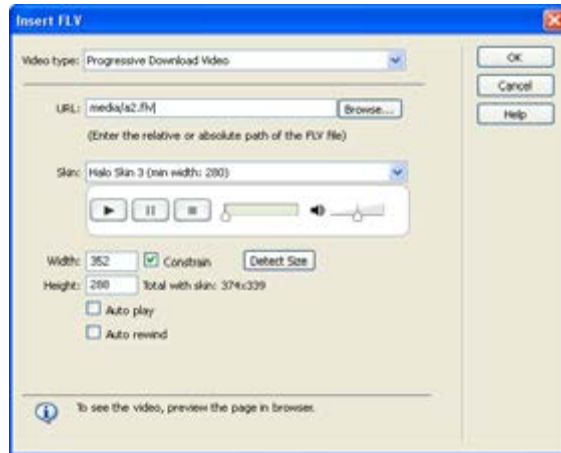 Insert FLV
Video type: Progressive Download Video
OK
Cancel
Help
URL: media/a2.flv Browse...
(Enter the relative or absolute path of the FLV file)
Skin: Halo Skin 3 (min width: 280)
Width: 352 Constrain Detect Size
Height: 288 Total with skin: 374x339
Auto play
Auto rewind
To see the video, preview the page in browser.